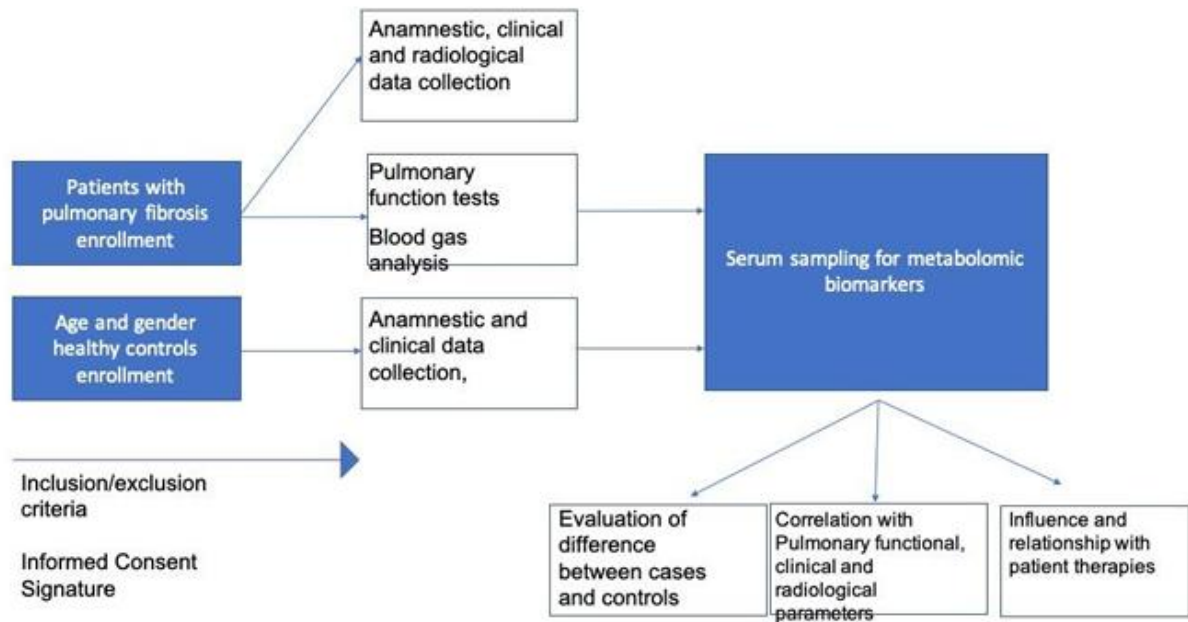 Anamnestic, clinical
and radiological
data collection
Patients with
pulmonary fibrosis
enrollment
Pulmonary
function tests
Blood gas
analysis
Serum sampling for metabolomic
biomarkers
Age and gender
healthy controls
enrollment
Anamnestic and
clinical data
collection,
Inclusion/exclusion
criteria
Informed Consent
Signature
Evaluation of
difference
between cases
and controls
Correlation with
Pulmonary functional,
clinical and
radiological
parameters
Influence and
relationship with
patient therapies